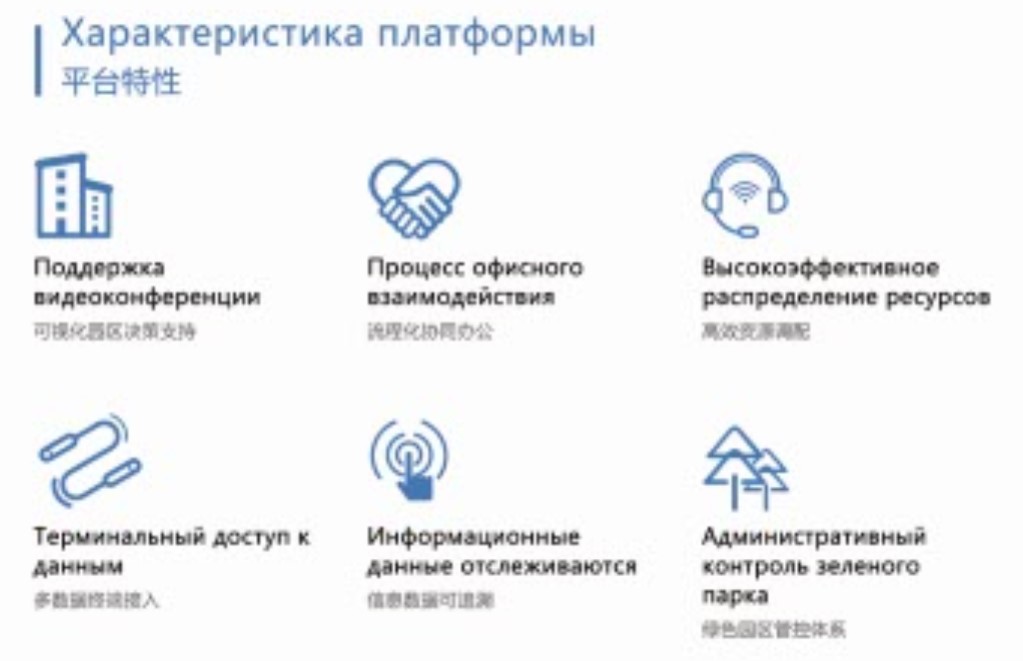 Характеристика платформы
平台特性
Поддержка
видеоконференции
可视化园区决策支持
Процесс офисного
взаимодействия
流程化协同办公
Высокоэффективное
распределение ресурсов
高效资源调配
Терминальный доступ к
данным
多数据终端接入
Информационные
данные отслеживаются
信息数据可追溯
Административный
контроль зеленого
парка
绿色园区管控体系